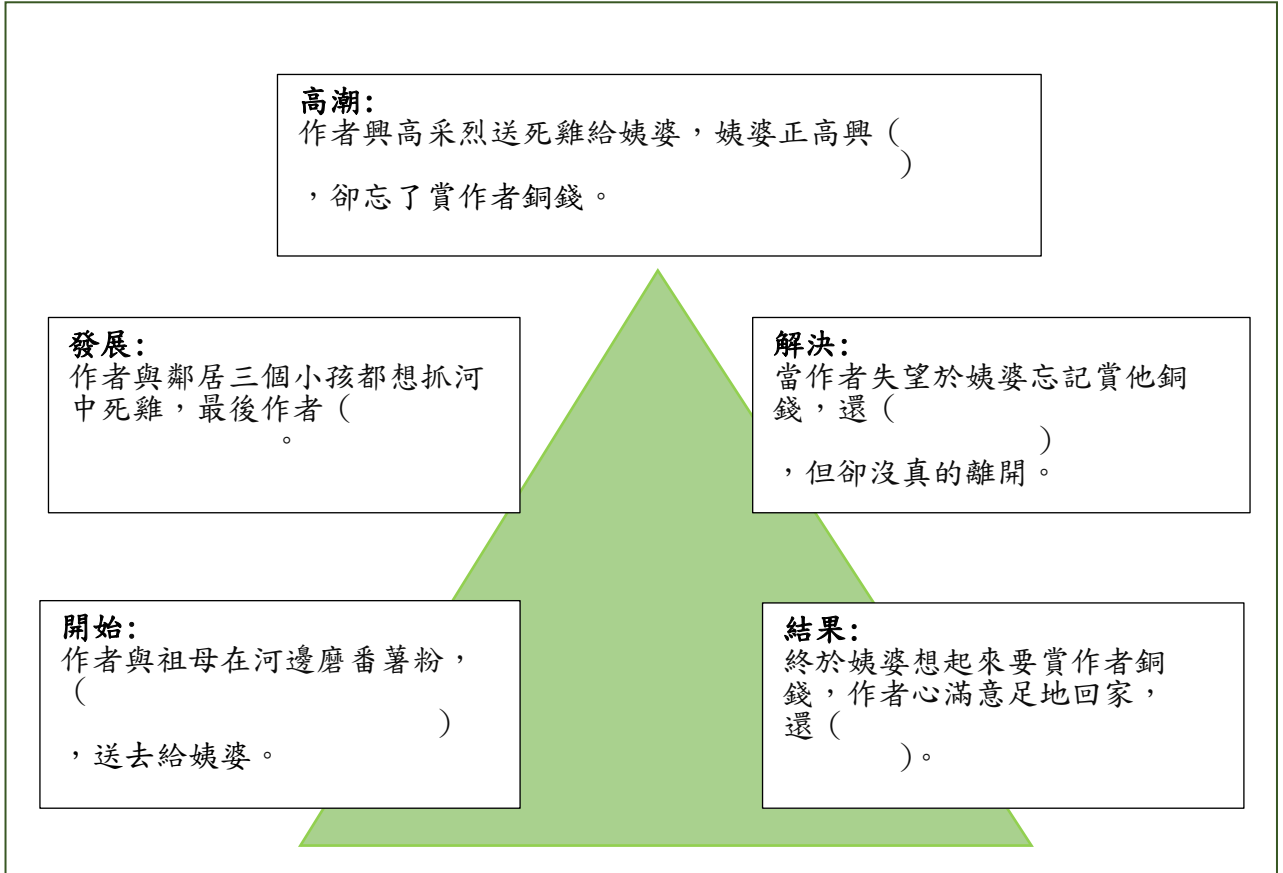 高潮:
作者興高采烈送死雞給姨婆，姨婆正高興（
）
，卻忘了賞作者銅錢。
發展:
作者與鄰居三個小孩都想抓河
中死雞，最後作者（
。
解決:
當作者失望於姨婆忘記賞他銅
錢，還（
）
，但卻沒真的離開。
開始:
作者與祖母在河邊磨番薯粉，
（
）
，送去給姨婆。
結果:
終於姨婆想起來要賞作者銅
錢，作者心滿意足地回家，
還（
）。